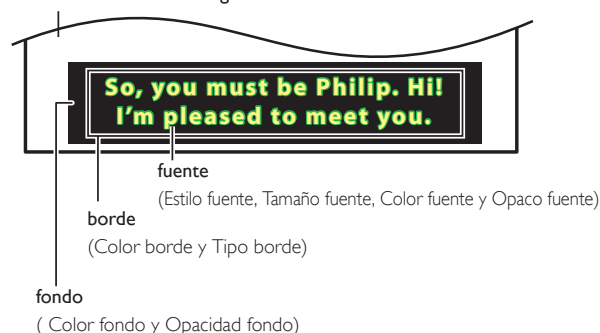 So, you must be Philip. Hi!
I'm pleased to meet you.
fuente
(Estilo fuente, Tamaño fuente, Color fuente y Opaco fuente)
borde
(Color borde y Tipo borde)
fondo
( Color fondo y Opacidad fondo)